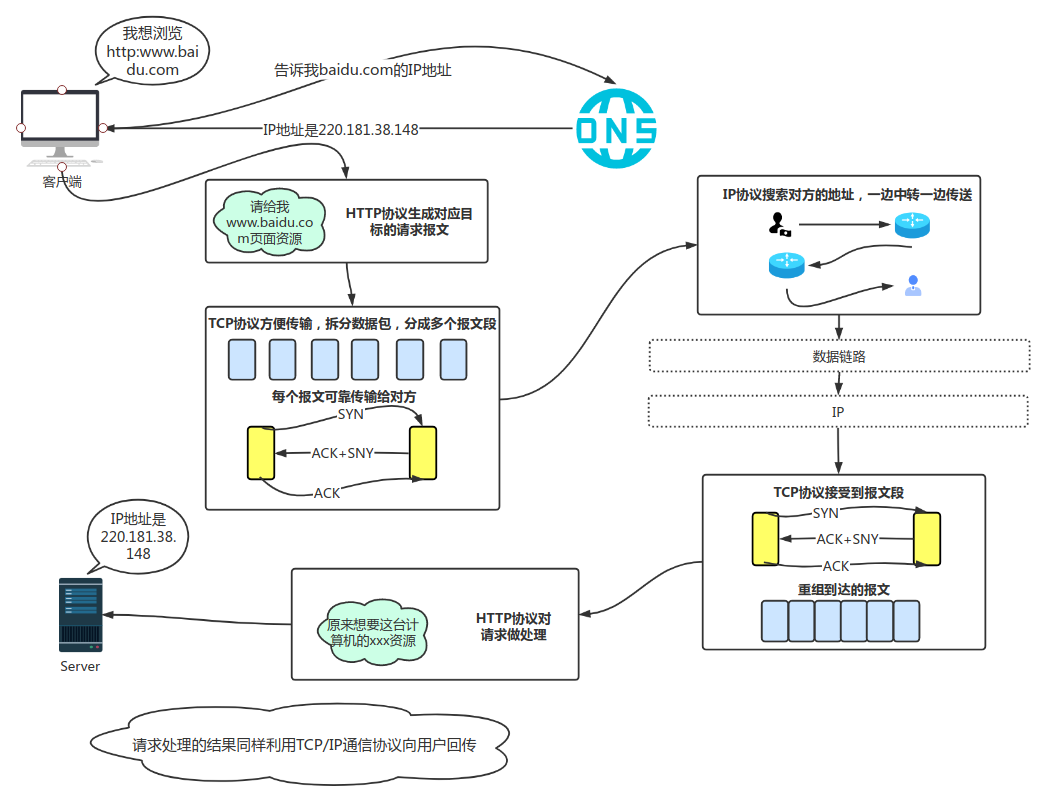 我想浏览
http:www.bai
du.com
告诉我baidu.com的IP地址
DNS
IP地址是220.181.38.148
客户端
请给我
www.baidu.co
m页面资源
HTTP协议生成对应目
标的请求报文
TCP协议方便传输，拆分数据包，分成多个报文段
每个报文可靠传输给对方
SYN
ACK+SNY
ACK
IP协议搜索对方的地址，一边中转一边传送
数据链路
IP
TCP协议接受到报文段
SYN
ACK+SNY
ACK
重组到达的报文
HTTP协议对
请求做处理
原来想要这台计
算机的xxx资源
IP地址是
220.181.38.
148
Server
请求处理的结果同样利用TCP/IP通信协议向用户回传